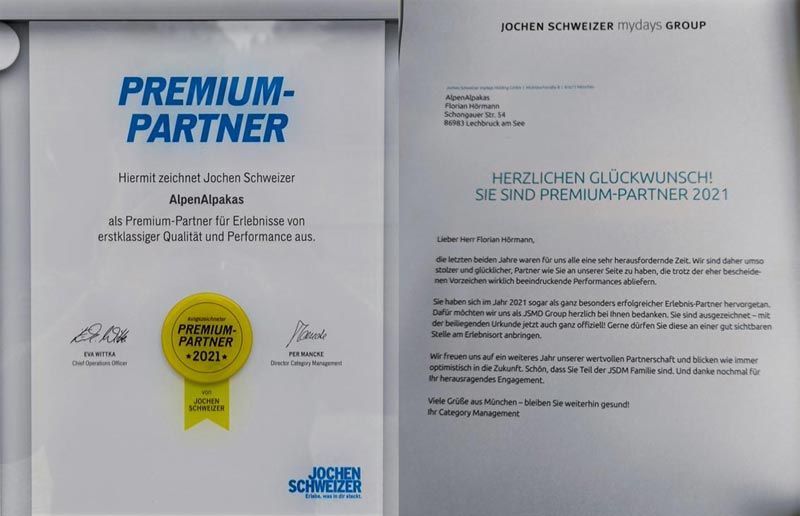 PREMIUM-
PARTNER
Hiermit zeichnet Jochen Schweizer
AlpenAlpakas
als Premium-Partner für Erlebnisse von
erstklassiger Qualität und Performance aus.
Ausgezeichneter
PREMIUM-
PARTNER
★ 2021 ★
von
JOCHEN
SCHWEIZER
EVA WITTKA
Chief Operations Officer
PER MANCKE
Director Category Management
JOCHEN
SCHWEIZER
Erlebe, was in dir steckt.
JOCHEN SCHWEIZER mydays GROUP
AlpenAlpakas
Florian Hörmann
Schongauer Str. 54
86983 Lechbruck am See
HERZLICHEN GLÜCKWUNSCH!
SIE SIND PREMIUM-PARTNER 2021
Lieber Herr Florian Hörmann,
die letzten beiden Jahre waren für uns alle eine sehr herausfordernde Zeit. Wir sind daher umso
stolzer und glücklicher, Partner wie Sie an unserer Seite zu haben, die trotz der eher bescheide-
nen Vorzeichen wirklich beeindruckende Performances abliefern.
Sie haben sich im Jahr 2021 sogar als ganz besonders erfolgreicher Erlebnis-Partner hervorgetan.
Dafür möchten wir uns als JSMD Group herzlich bei Ihnen bedanken. Sie sind ausgezeichnet – mit
der beiliegenden Urkunde jetzt auch ganz offiziell! Gerne dürfen Sie diese an einer gut sichtbaren
Stelle am Erlebnisort anbringen.
Wir freuen uns auf ein weiteres Jahr unserer wertvollen Partnerschaft und blicken wie immer
optimistisch in die Zukunft. Schön, dass Sie Teil der JSDM Familie sind. Und danke nochmal für
Ihr herausragendes Engagement.
Viele Grüße aus München – bleiben Sie weiterhin gesund!
Ihr Category Management